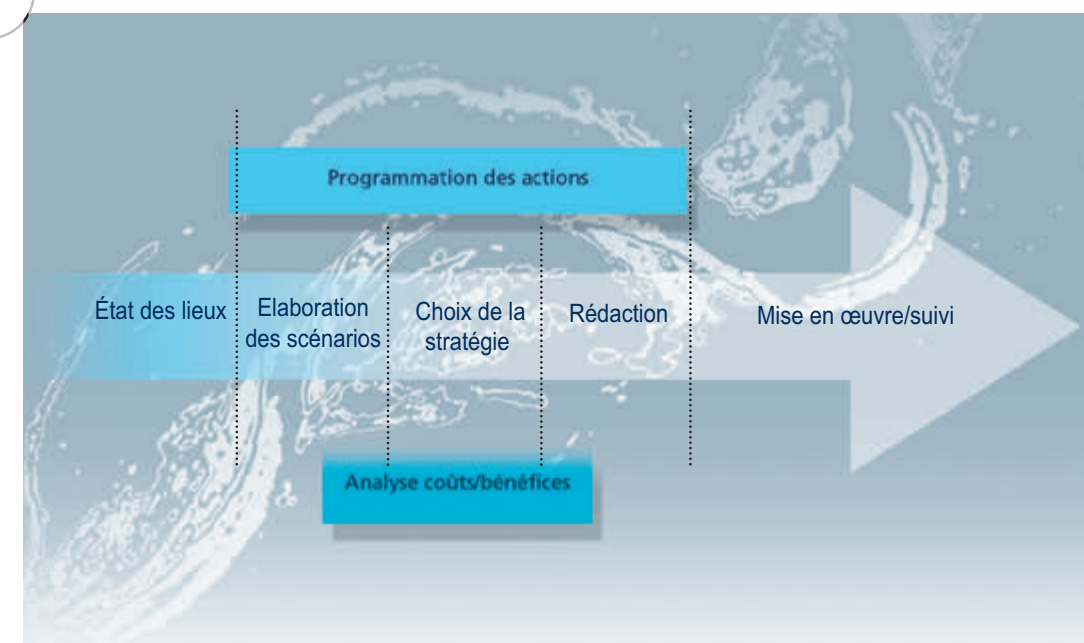 Programmation des actions
État des lieux
Elaboration
des scénarios
Choix de la
stratégie
Rédaction
Mise en œuvre/suivi
Analyse coûts/bénéfices